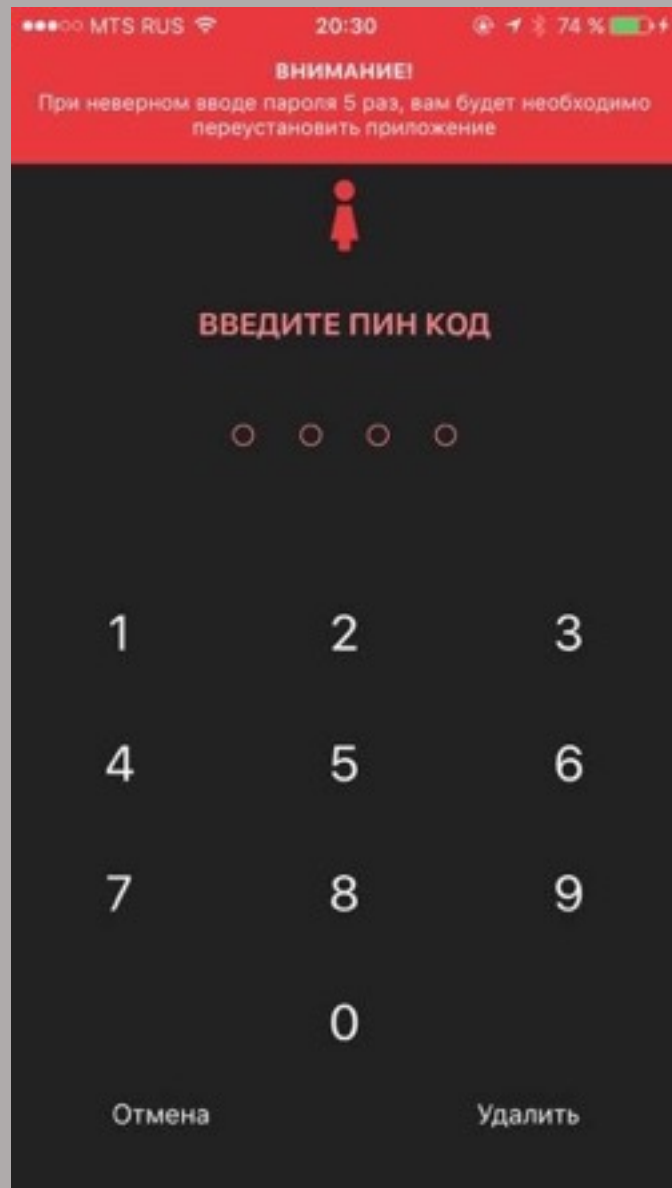 MTS RUS 20:30 74 %
ВНИМАНИЕ!
При неверном вводе пароля 5 раз, вам будет необходимо
переустановить приложение
ВВЕДИТЕ ПИН КОД
1 2 3
4 5 6
7 8 9
0
Отмена Удалить